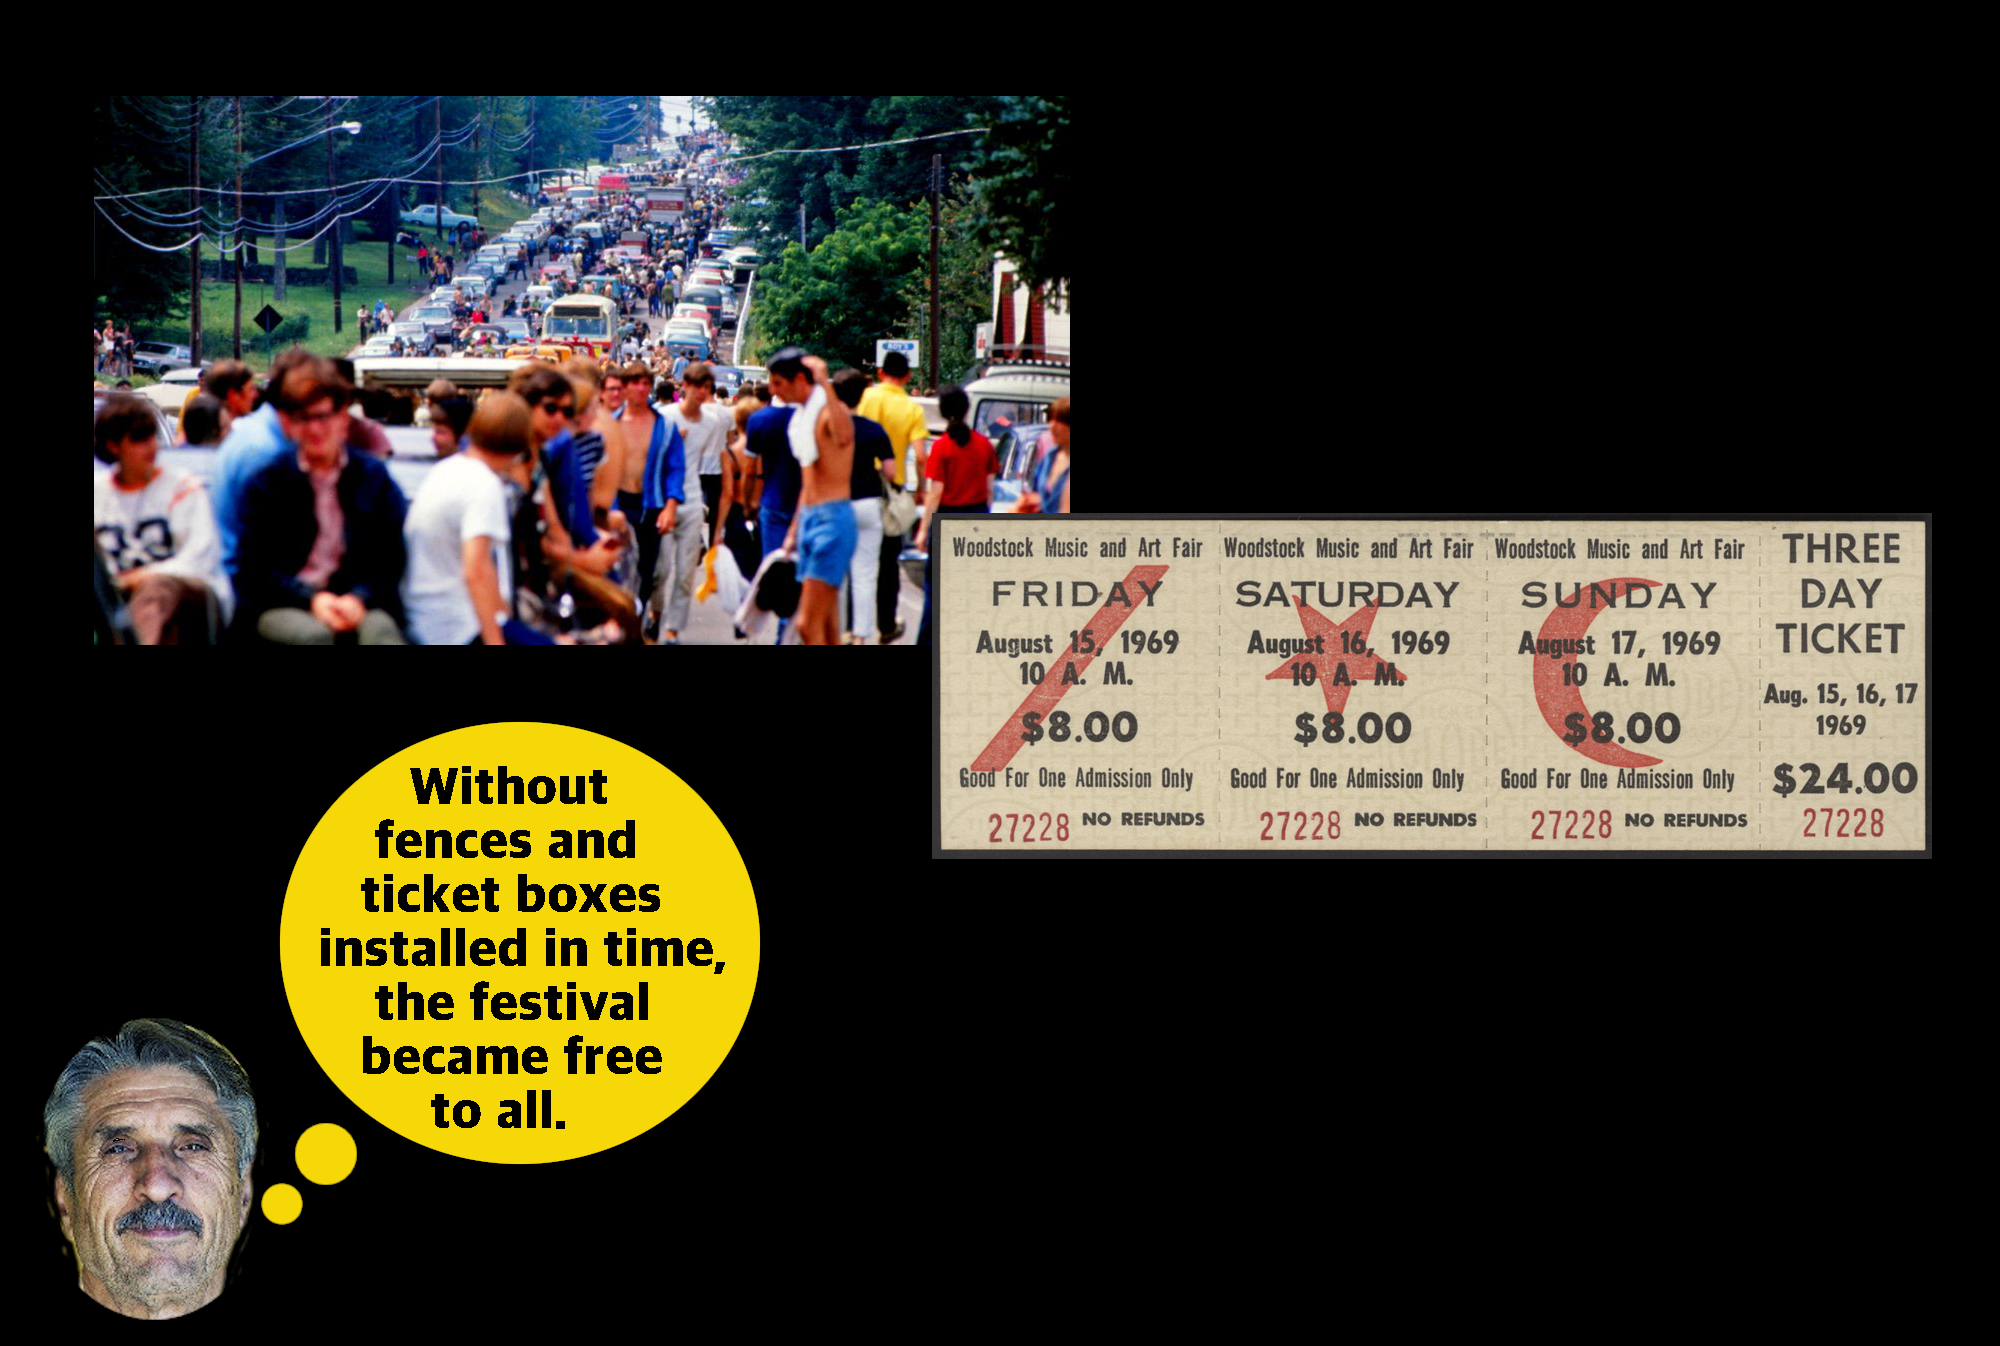 Woodstock Music and Art Fair
FRIDAY
August 15, 1969
10 A. M.
$8.00
Good For One Admission Only
27228 NO REFUNDS
Woodstock Music and Art Fair
SATURDAY
August 16, 1969
10 A. M.
$8.00
Good For One Admission Only
27228 NO REFUNDS
Woodstock Music and Art Fair
SUNDAY
August 17, 1969
10 A. M.
$8.00
Good For One Admission Only
27228 NO REFUNDS
THREE
DAY
TICKET
Aug. 15, 16, 17
1969
$24.00
27228
Without
fences and
ticket boxes
installed in time,
the festival
became free
to all.